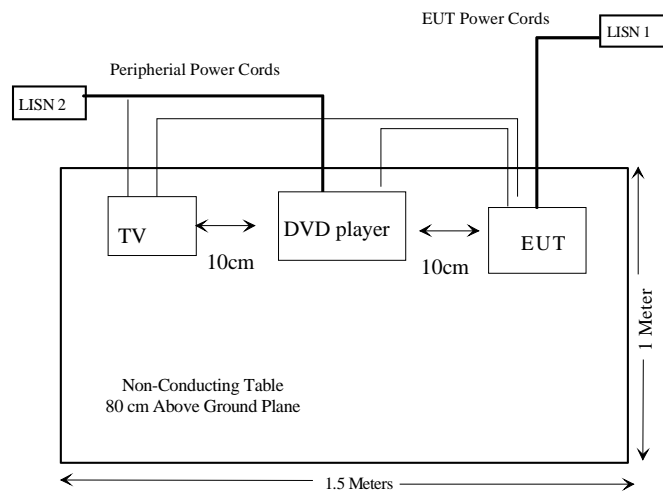 EUT Power Cords
LISN 1
Peripherial Power Cords
LISN 2
TV
DVD player
EUT
10cm
10cm
1 Meter
Non-Conducting Table
80 cm Above Ground Plane
1.5 Meters